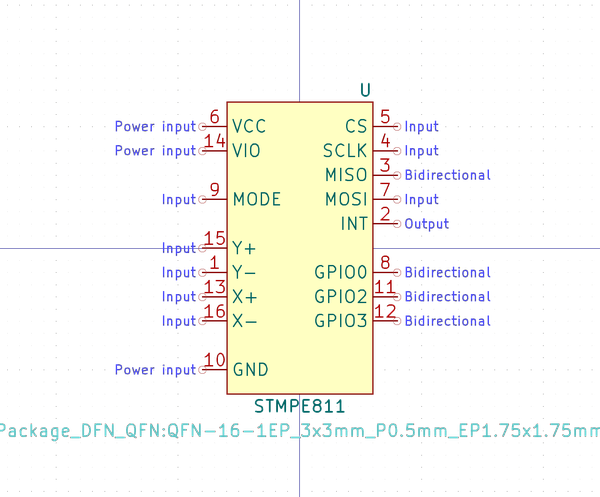 U
Power input 6 VCC CS 5 Input
Power input 14 VIO SCLK 4 Input
MISO 3 Bidirectional
Input 9 MODE MOSI 7 Input
INT 2 Output
Input 15 Y+
Input 1 Y- GPIO0 8 Bidirectional
Input 13 X+ GPIO2 11 Bidirectional
Input 16 X- GPIO3 12 Bidirectional
Power input 10 GND
STMPE811
Package_DFN_QFN:QFN-16-1EP_3x3mm_P0.5mm_EP1.75x1.75mm